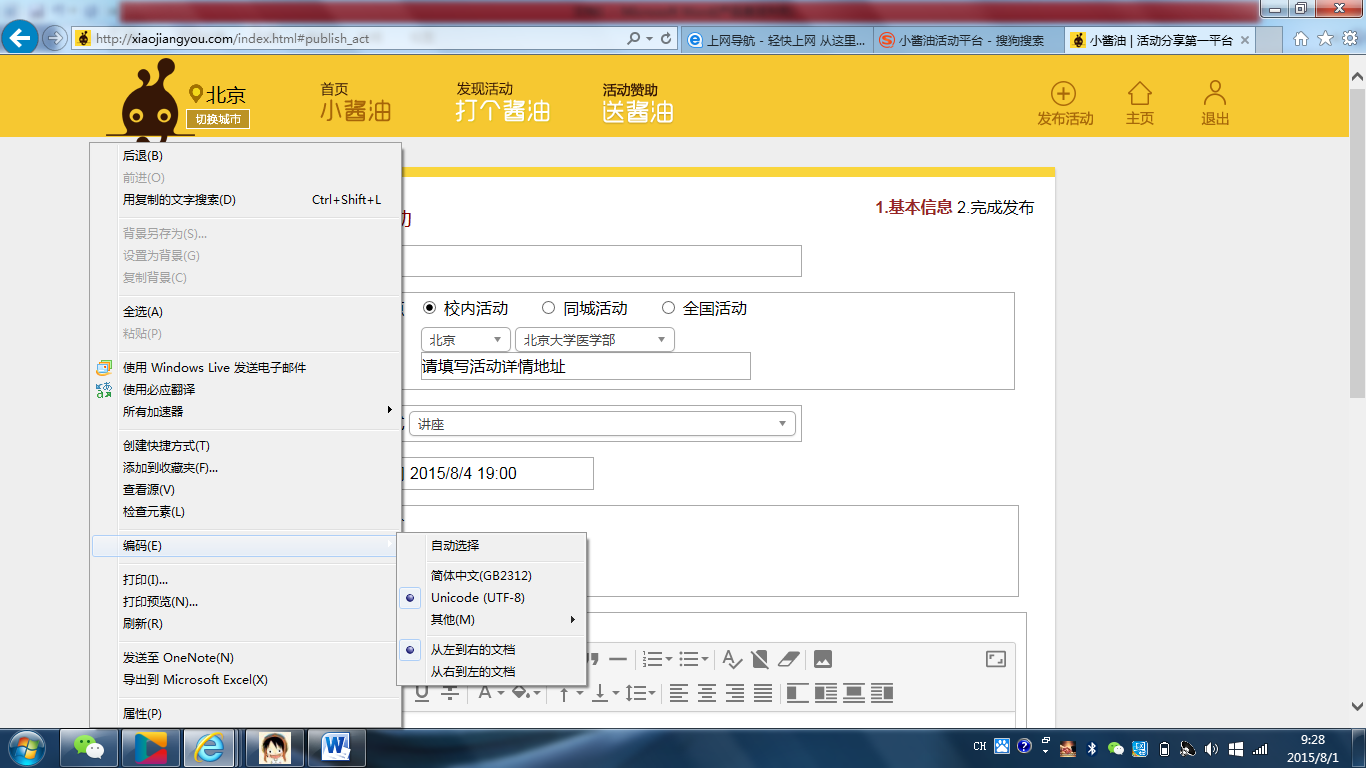 http://xiaojiangyou.com/index.html#publish_act
上网导航 - 轻快上网 从这里...
小酱油活动平台 - 搜狗搜索
小酱油 | 活动分享第一平台
北京
切换城市
首页
小酱油
发现活动
打个酱油
活动赞助
送酱油
发布活动
主页
退出
1.基本信息 2.完成发布
校内活动
同城活动
全国活动
北京
北京大学医学部
请填写活动详情地址
讲座
2015/8/4 19:00
后退(B)
前进(O)
用复制的文字搜索(D) Ctrl+Shift+L
背景另存为(S)...
设置为背景(G)
复制背景(C)
全选(A)
粘贴(P)
使用 Windows Live 发送电子邮件
使用必应翻译
所有加速器
创建快捷方式(T)
添加到收藏夹(F)...
查看源(V)
检查元素(L)
编码(E)
打印(I)...
打印预览(N)...
刷新(R)
发送至 OneNote(N)
导出到 Microsoft Excel(X)
属性(P)
自动选择
简体中文(GB2312)
Unicode (UTF-8)
其他(M)
从左到右的文档
从右到左的文档
CH
9:28
2015/8/1